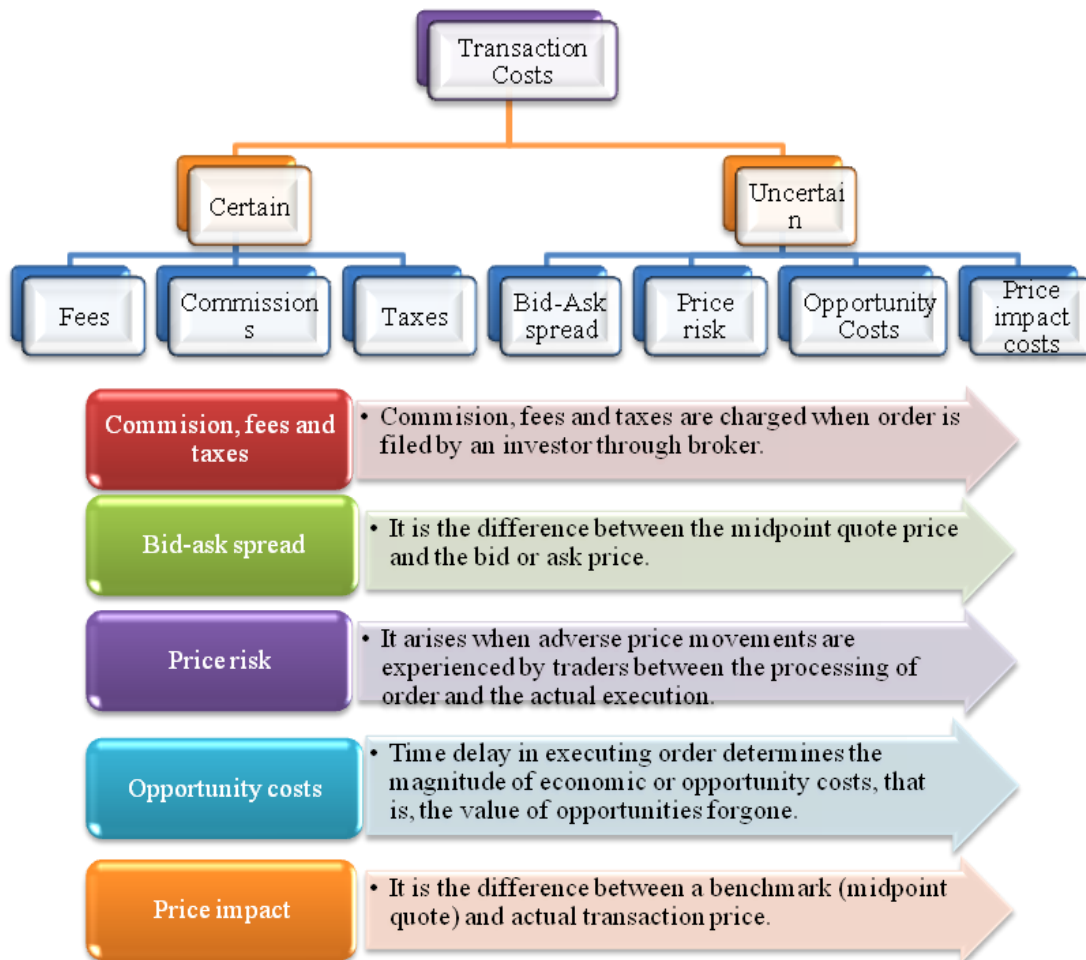 Transaction
Costs
Certain
Uncertai
n
Fees
Commission
s
Taxes
Bid-Ask
spread
Price
risk
Opportunity
Costs
Price
impact
costs
Commision, fees and
taxes
• Commision, fees and taxes are charged when order is
filed by an investor through broker.
Bid-ask spread
• It is the difference between the midpoint quote price
and the bid or ask price.
Price risk
• It arises when adverse price movements are
experienced by traders between the processing of
order and the actual execution.
Opportunity costs
• Time delay in executing order determines the
magnitude of economic or opportunity costs, that
is, the value of opportunities forgone.
Price impact
• It is the difference between a benchmark (midpoint
quote) and actual transaction price.